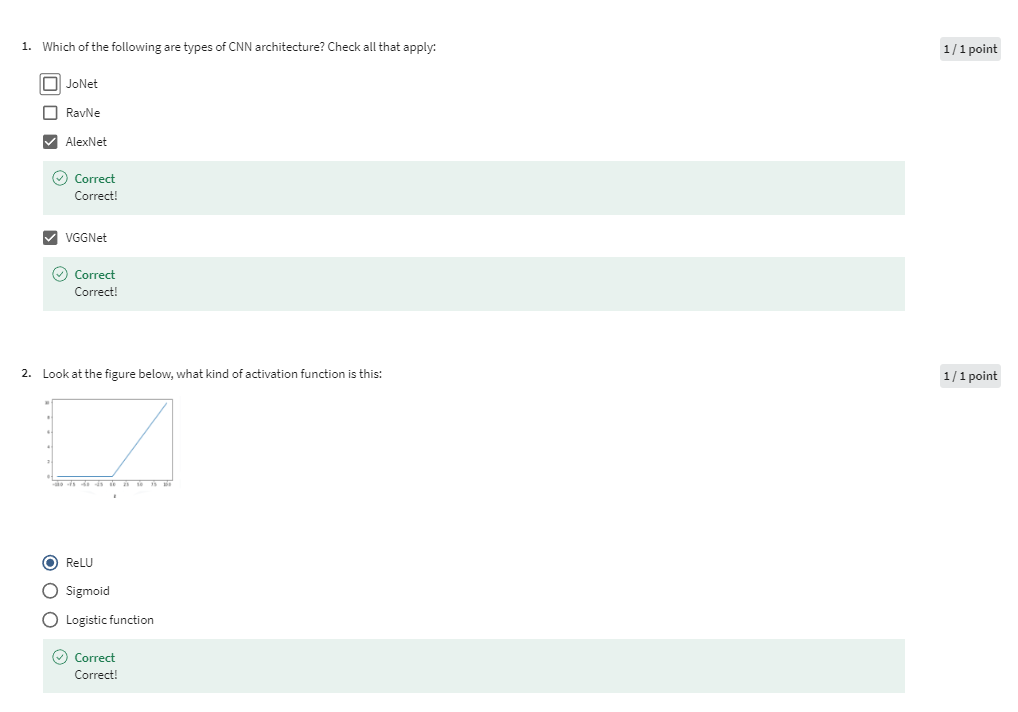 1. Which of the following are types of CNN architecture? Check all that apply:
1 / 1 point
JoNet
RavNe
AlexNet
Correct
Correct!
VGGNet
Correct
Correct!
2. Look at the figure below, what kind of activation function is this:
1 / 1 point
ReLU
Sigmoid
Logistic function
Correct
Correct!